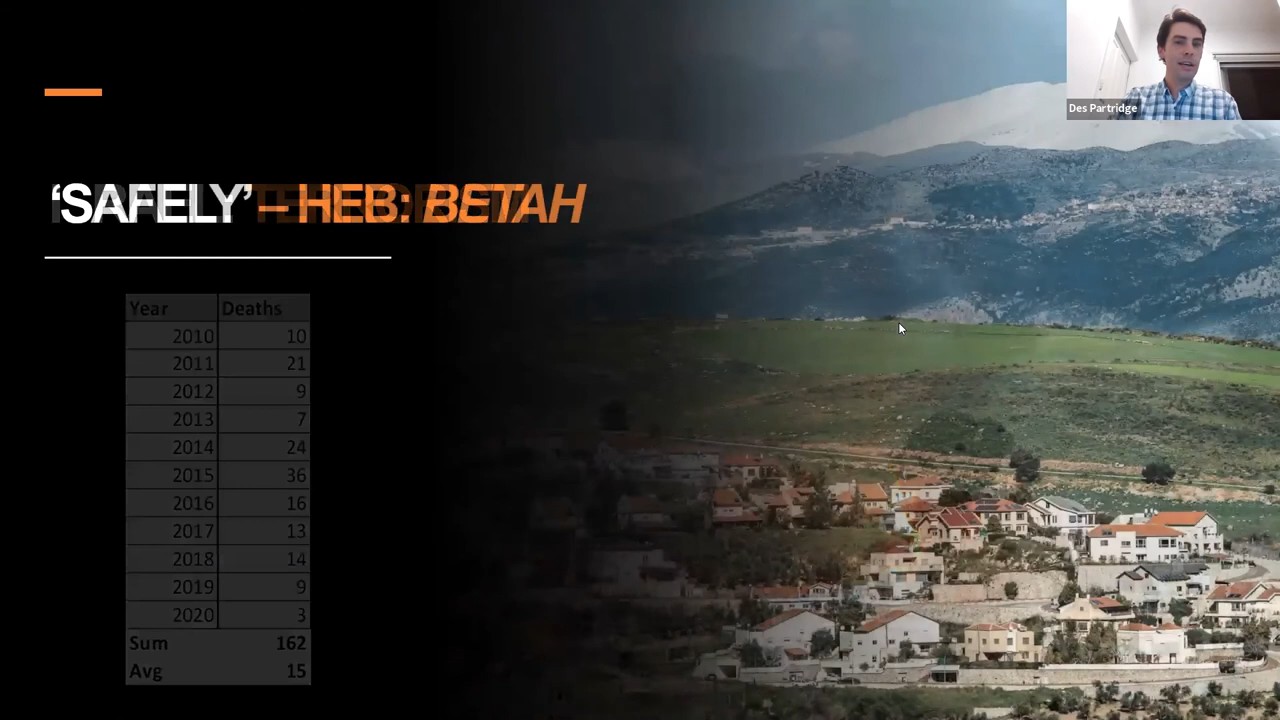 Des Partridge
‘SAFELY’ – HEB: BETAH
Year Deaths
2010 10
2011 21
2012 9
2013 7
2014 24
2015 36
2016 16
2017 13
2018 14
2019 9
2020 3
Sum 162
Avg 15